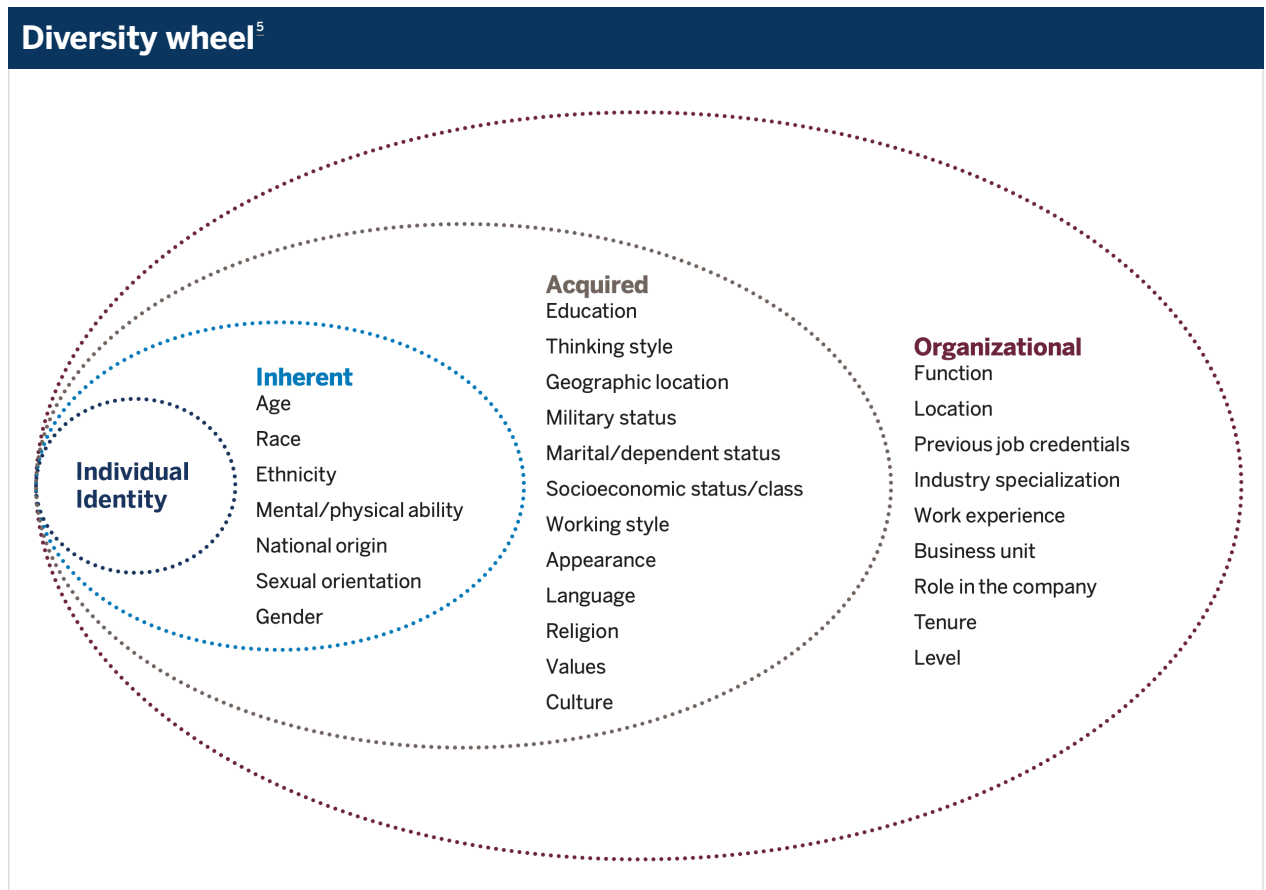 Diversity wheel5
Individual
Identity
Inherent
Age
Race
Ethnicity
Mental/physical ability
National origin
Sexual orientation
Gender
Acquired
Education
Thinking style
Geographic location
Military status
Marital/dependent status
Socioeconomic status/class
Working style
Appearance
Language
Religion
Values
Culture
Organizational
Function
Location
Previous job credentials
Industry specialization
Work experience
Business unit
Role in the company
Tenure
Level